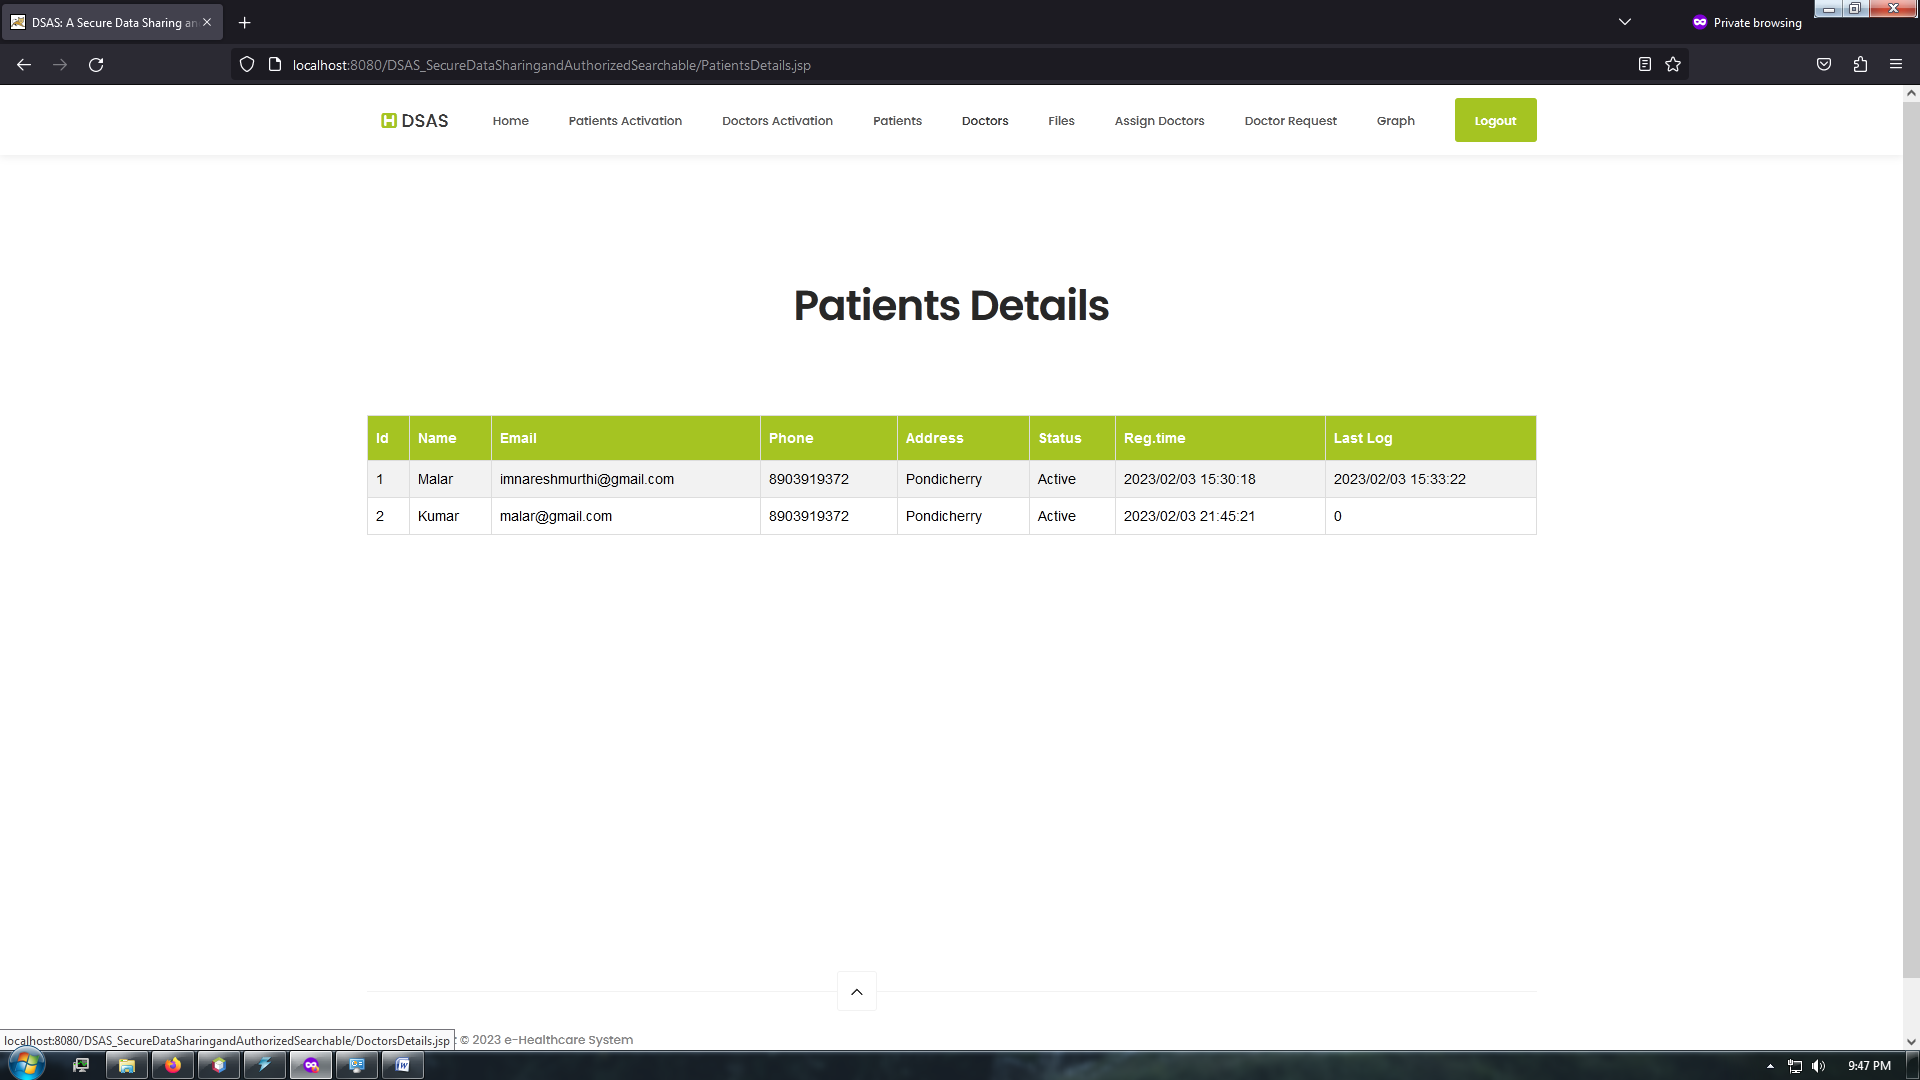 DSAS: A Secure Data Sharing an
Private browsing
localhost:8080/DSAS_SecureDataSharingandAuthorizedSearchable/PatientsDetails.jsp
DSAS Home Patients Activation Doctors Activation Patients Doctors Files Assign Doctors Doctor Request Graph Logout
Patients Details
Id Name Email Phone Address Status Reg.time Last Log
1 Malar imnareshmurthi@gmail.com 8903919372 Pondicherry Active 2023/02/03 15:30:18 2023/02/03 15:33:22
2 Kumar malar@gmail.com 8903919372 Pondicherry Active 2023/02/03 21:45:21 0
© 2023 e-Healthcare System
localhost:8080/DSAS_SecureDataSharingandAuthorizedSearchable/DoctorsDetails.jsp
9:47 PM